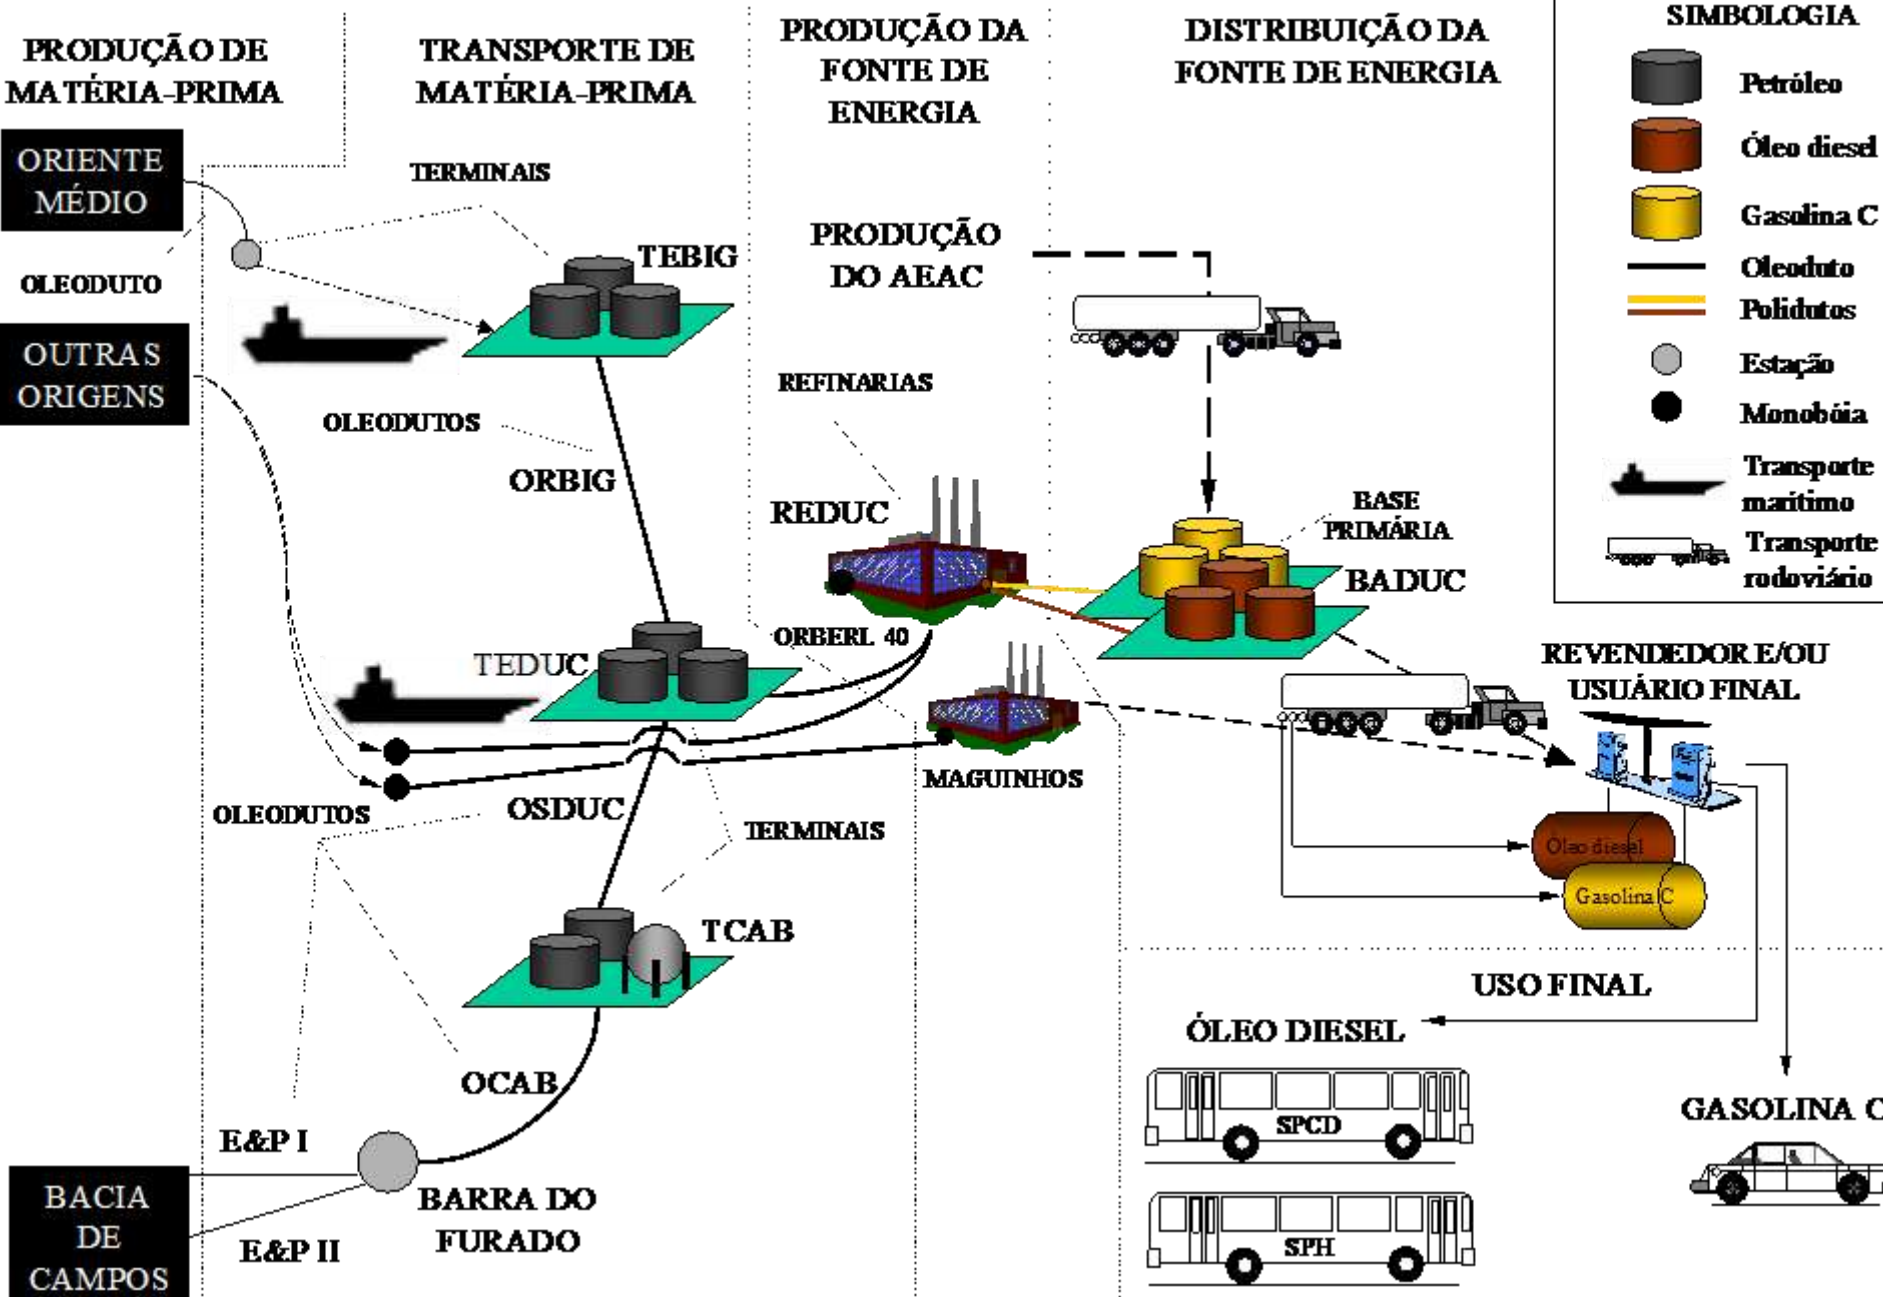 PRODUÇÃO DE
MATÉRIA-PRIMA
TRANSPORTE DE
MATÉRIA-PRIMA
PRODUÇÃO DA
FONTE DE
ENERGIA
DISTRIBUIÇÃO DA
FONTE DE ENERGIA
SIMBOLOGIA
Petróleo
Óleo diesel
Gasolina C
Oleoduto
Polidutos
Estação
Monobóia
Transporte
marítimo
Transporte
rodoviário
ORIENTE
MÉDIO
OLEODUTO
OUTRAS
ORIGENS
TERMINAIS
TEBIG
OLEODUTOS
ORBIG
PRODUÇÃO
DO AEAC
REFINARIAS
REDUC
BASE
PRIMÁRIA
BADUC
ORBERL 40
TEDUC
MAGUINHOS
REVENDEDOR E/OU
USUÁRIO FINAL
OLEODUTOS
OSDUC
TERMINAIS
Óleo diesel
Gasolina C
TCAB
USO FINAL
ÓLEO DIESEL
OCAB
SPCD
GASOLINA C
E&P I
BARRA DO
FURADO
SPH
BACIA
DE
CAMPOS
E&P II